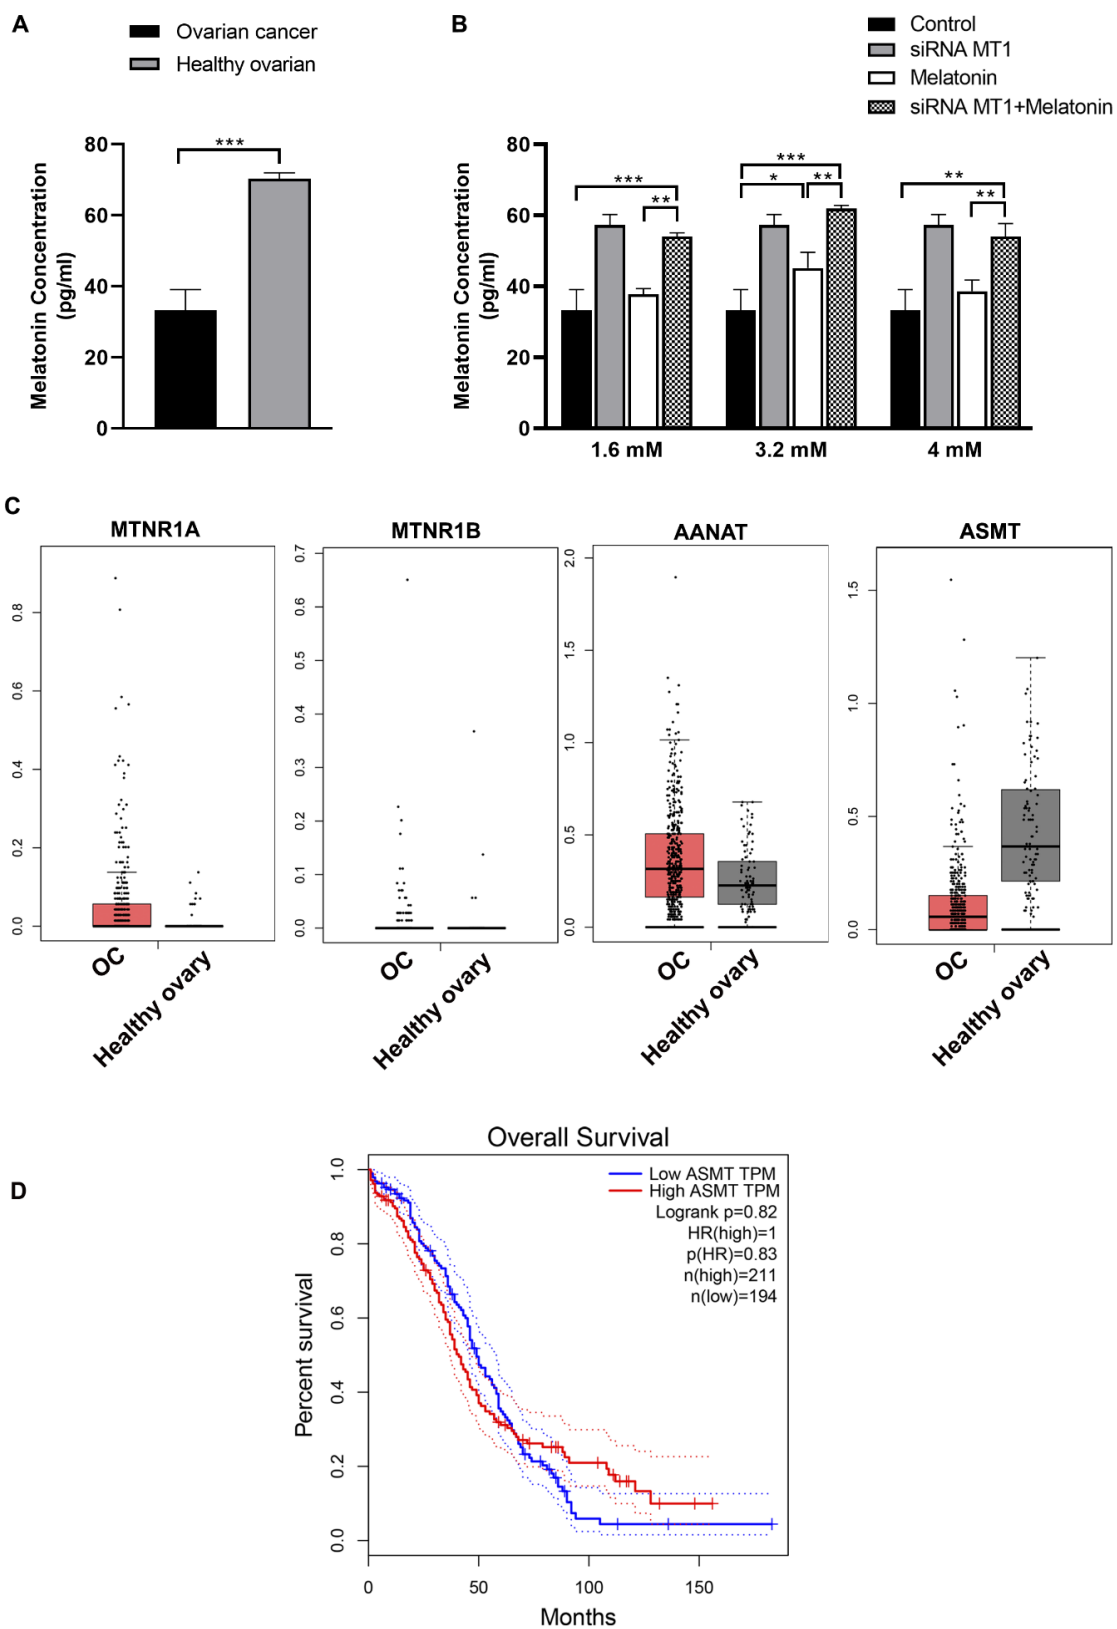 A
Ovarian cancer
Healthy ovarian
Melatonin Concentration
(pg/ml)
80
60
40
20
0
***
B
Control
siRNA MT1
Melatonin
siRNA MT1+Melatonin
Melatonin Concentration
(pg/ml)
80
60
40
20
0
***
**
***
*
**
**
**
1.6 mM
3.2 mM
4 mM
C
MTNR1A
0.8
0.6
0.4
0.2
0.0
OC
Healthy ovary
MTNR1B
0.7
0.6
0.5
0.4
0.3
0.2
0.1
0.0
OC
Healthy ovary
AANAT
2.0
1.5
1.0
0.5
0.0
OC
Healthy ovary
ASMT
1.5
1.0
0.5
0.0
OC
Healthy ovary
D
Overall Survival
Low ASMT TPM
High ASMT TPM
Logrank p=0.82
HR(high)=1
p(HR)=0.83
n(high)=211
n(low)=194
Percent survival
1.0
0.8
0.6
0.4
0.2
0.0
0
50
100
150
Months